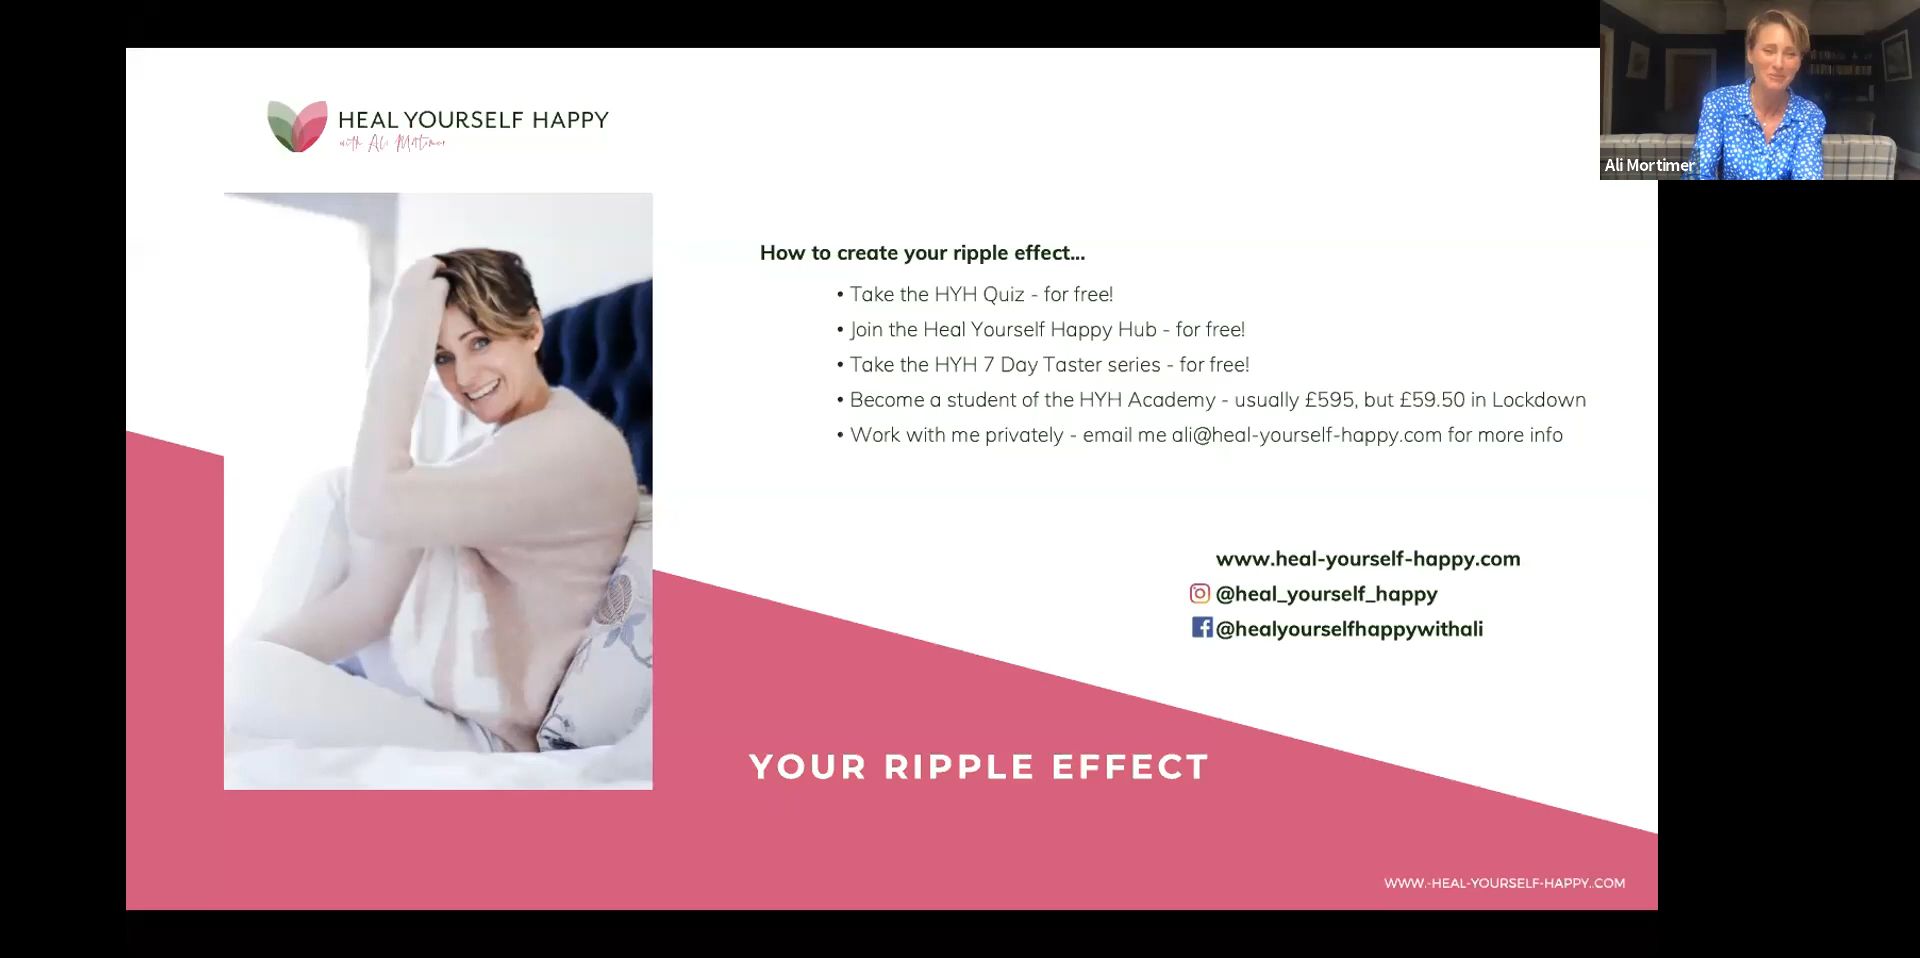 HEAL YOURSELF HAPPY
with Ali Mortimer
Ali Mortimer
How to create your ripple effect...
• Take the HYH Quiz - for free!
• Join the Heal Yourself Happy Hub - for free!
• Take the HYH 7 Day Taster series - for free!
• Become a student of the HYH Academy - usually £595, but £59.50 in Lockdown
• Work with me privately - email me ali@heal-yourself-happy.com for more info
www.heal-yourself-happy.com
@heal_yourself_happy
@healyourselfhappywithali
YOUR RIPPLE EFFECT
WWW.-HEAL-YOURSELF-HAPPY..COM